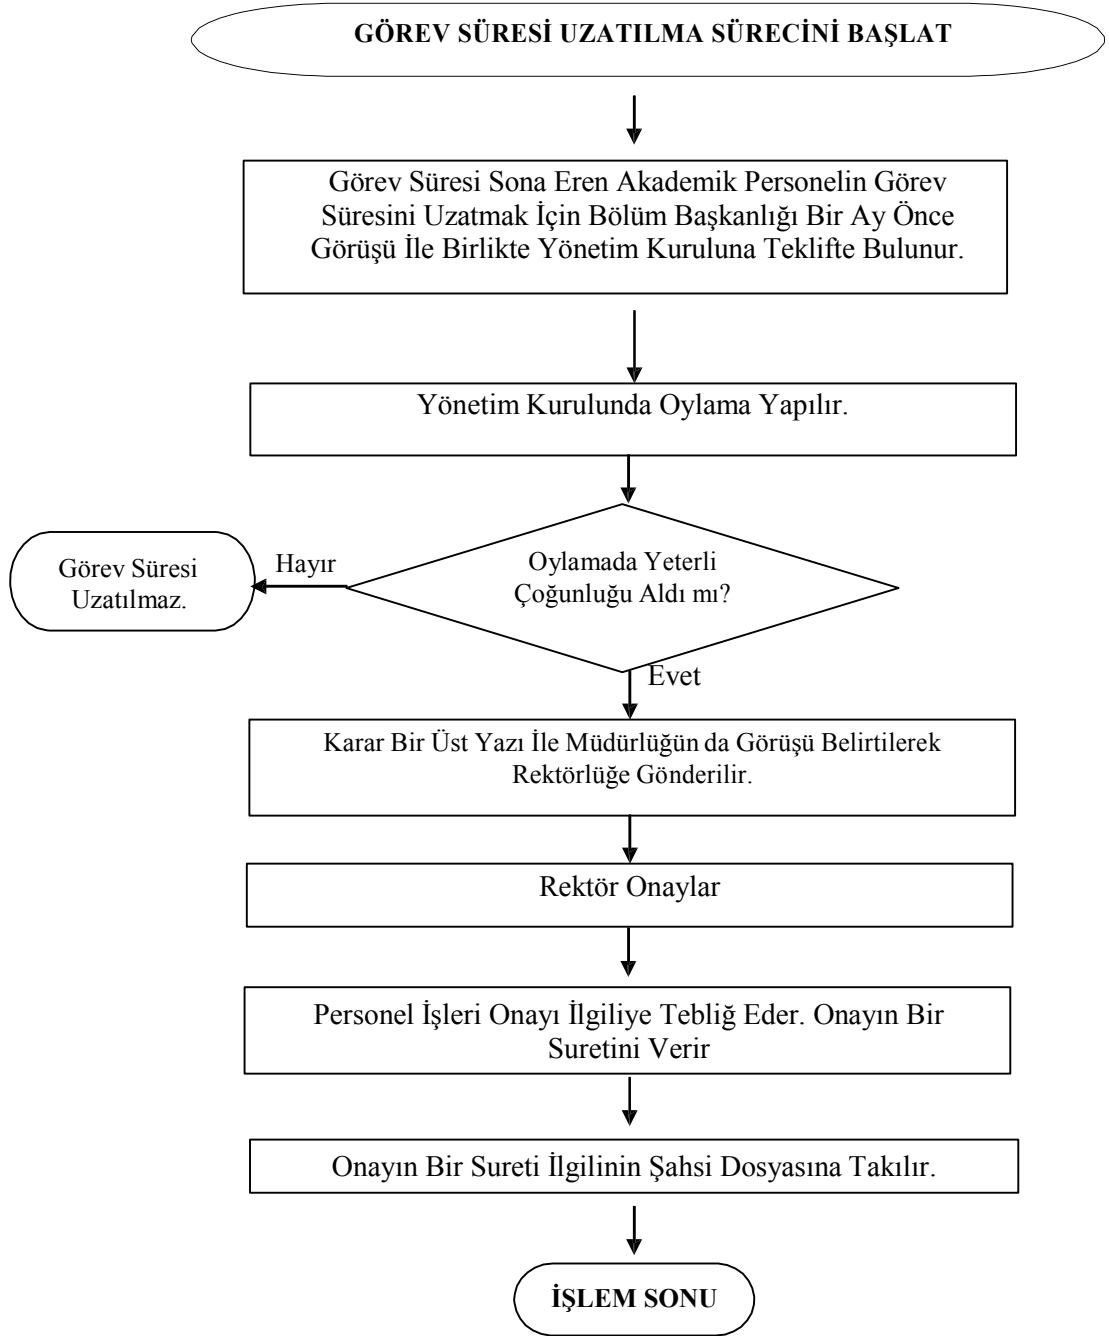 GÖREV SÜRESİ UZATILMA SÜRECİNİ BAŞLAT
Görev Süresi Sona Eren Akademik Personelin Görev
Süresini Uzatmak İçin Bölüm Başkanlığı Bir Ay Önce
Görüşü İle Birlikte Yönetim Kuruluna Teklifte Bulunur.
Yönetim Kurulunda Oylama Yapılır.
Oylamada Yeterli
Çoğunluğu Aldı mı?
Hayır
Görev Süresi
Uzatılmaz.
Evet
Karar Bir Üst Yazı İle Müdürlüğün da Görüşü Belirtilerek
Rektörlüğe Gönderilir.
Rektör Onaylar
Personel İşleri Onayı İlgiliye Tebliğ Eder. Onayın Bir
Suretini Verir
Onayın Bir Sureti İlgilinin Şahsi Dosyasına Takılır.
İŞLEM SONU